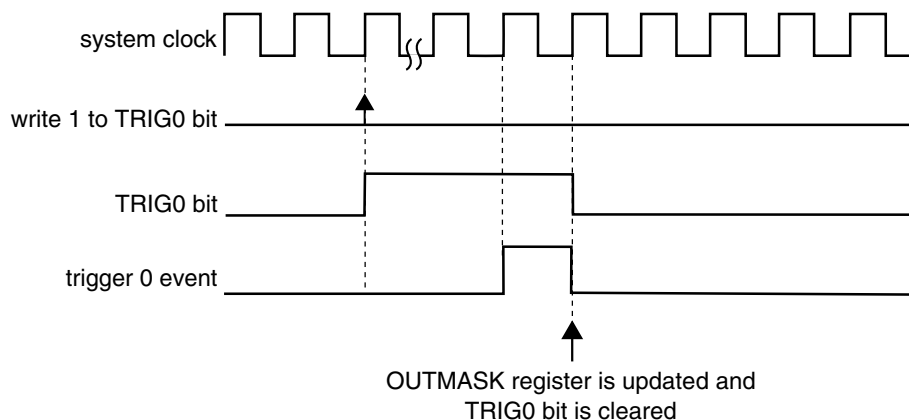 system clock
write 1 to TRIG0 bit
TRIG0 bit
trigger 0 event
OUTMASK register is updated and
TRIG0 bit is cleared